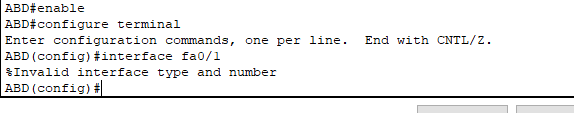 ABD#enable
ABD#configure terminal
Enter configuration commands, one per line.  End with CNTL/Z.
ABD(config)#interface fa0/1
%Invalid interface type and number
ABD(config)#